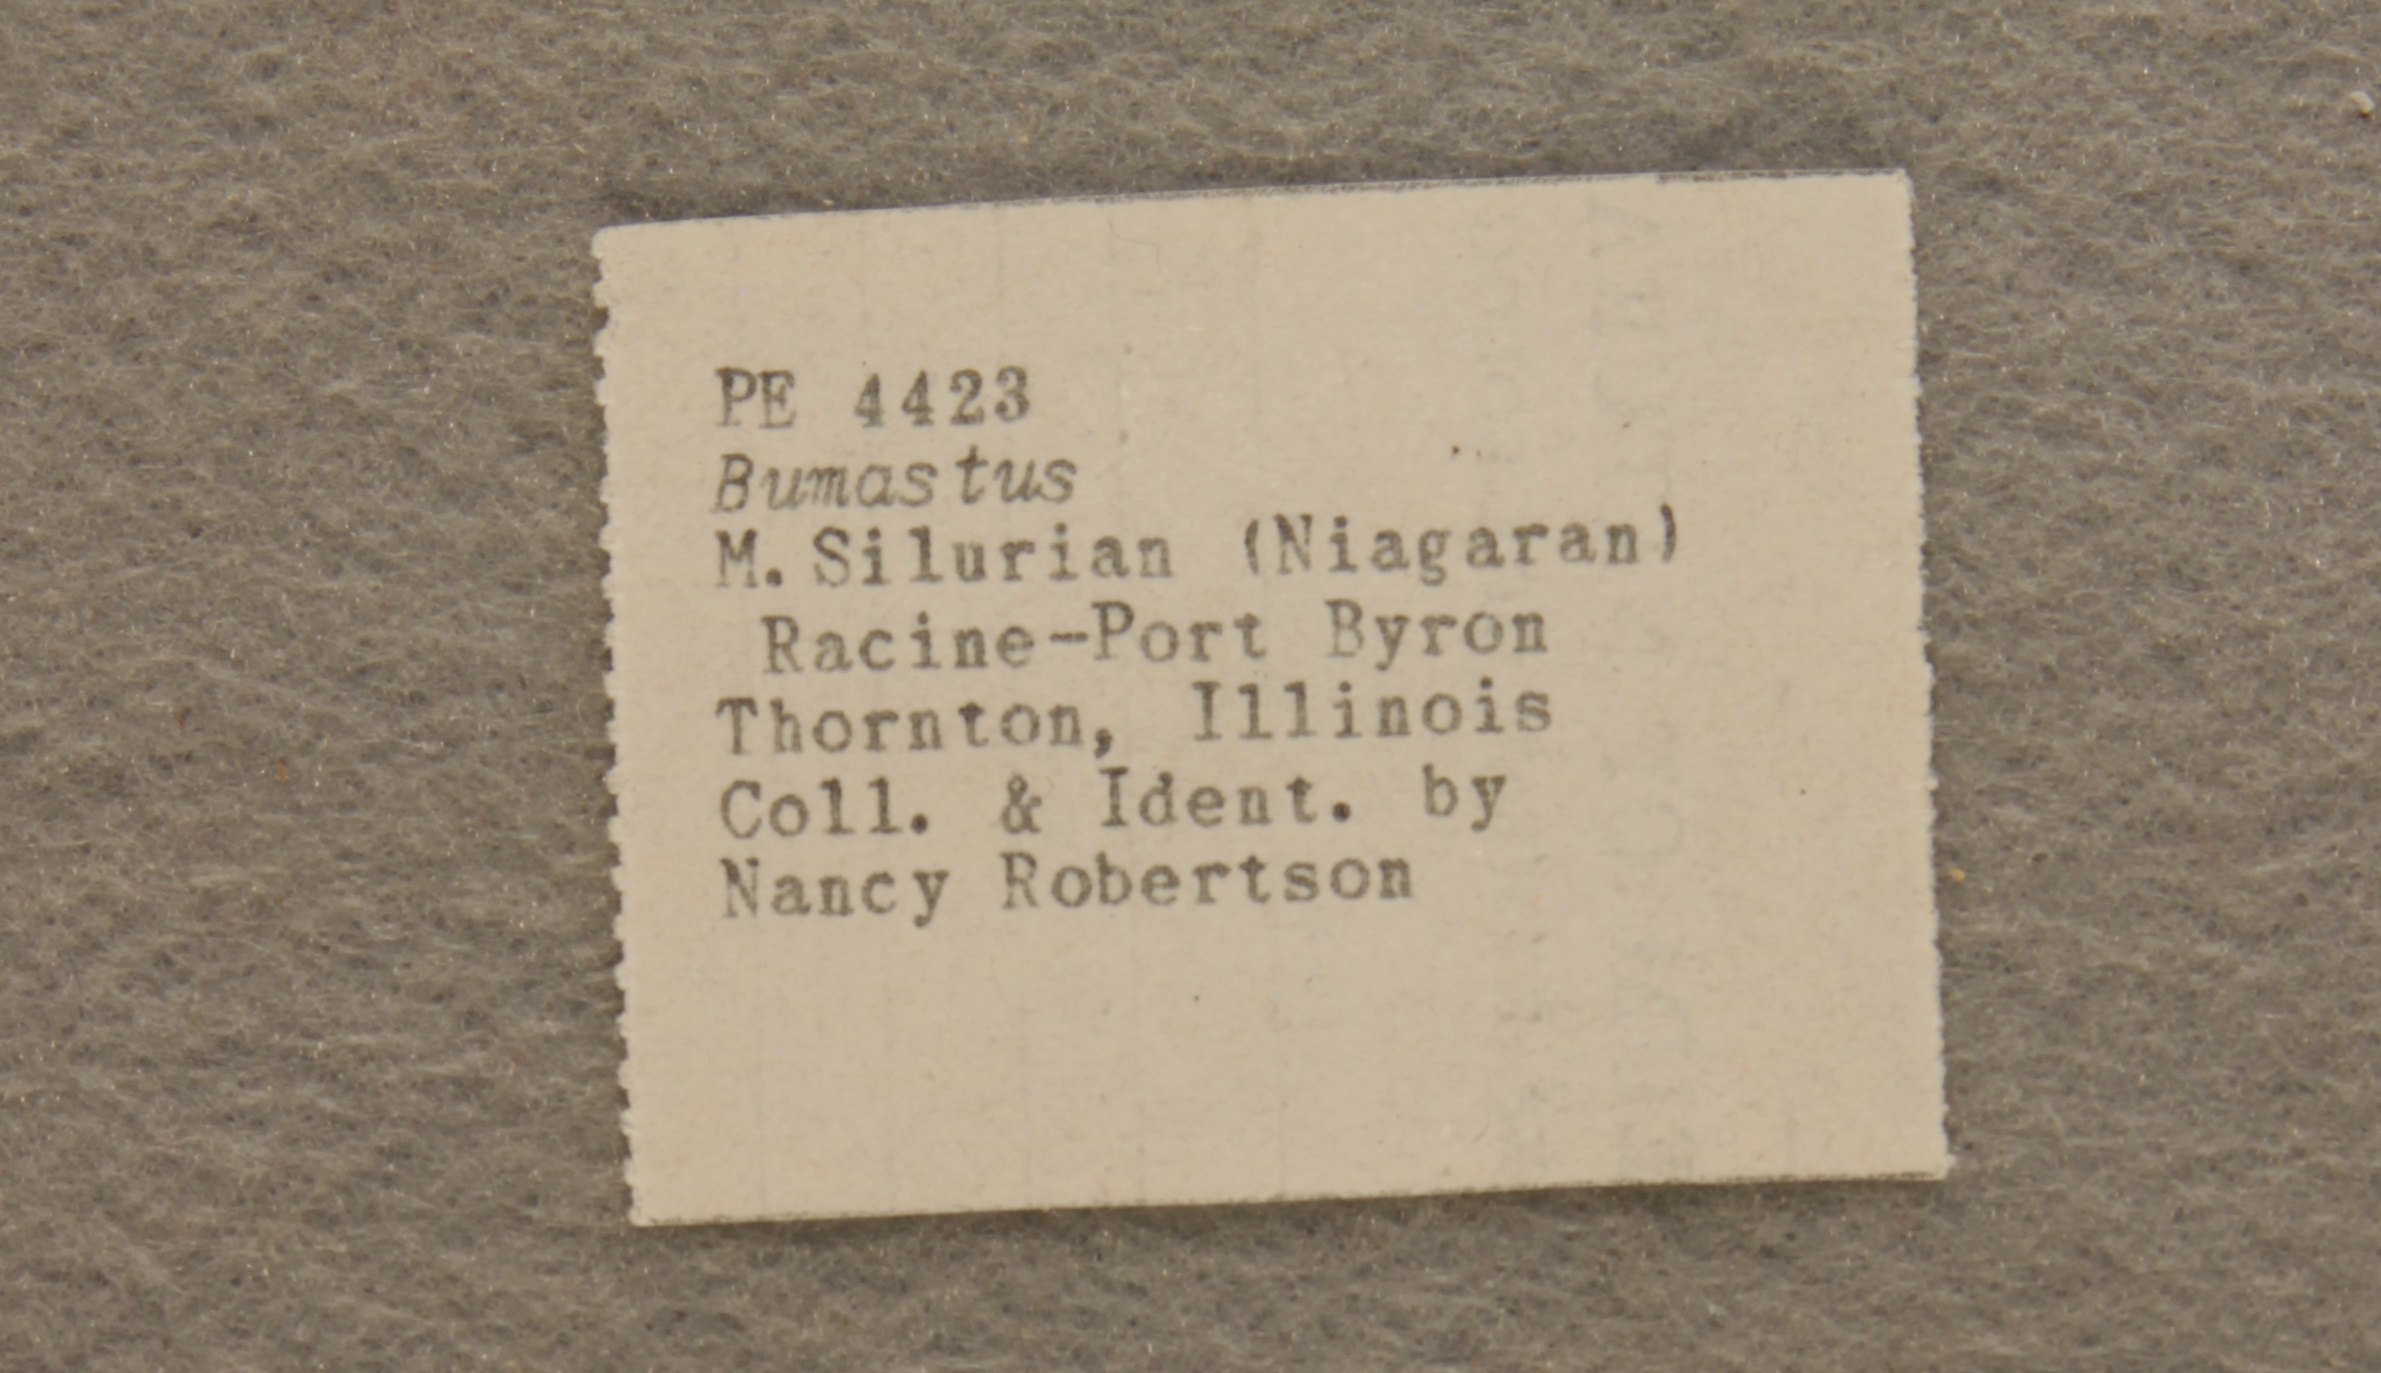 PE 4423
Bumastus
M. Silurian (Niagaran)
Racine-Port Byron
Thornton, Illinois
Coll. & Ident. by
Nancy Robertson